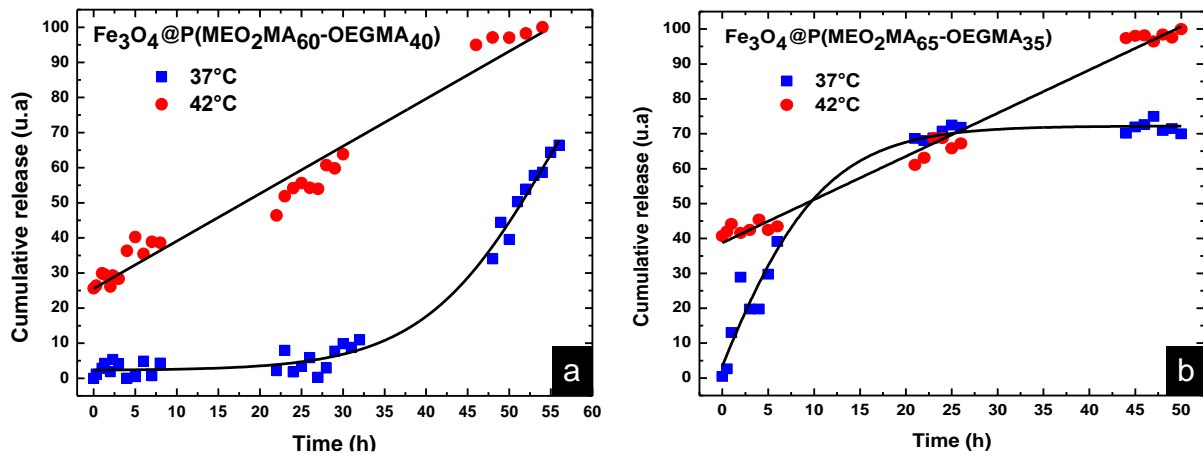 Fe₃O₄@P(MEO₂MA₆₀-OEGMA₄₀)
37°C
42°C
100
90
80
70
60
50
40
30
20
10
0
Cumulative release (u.a)
0 5 10 15 20 25 30 35 40 45 50 55 60
Time (h)
a
Fe₃O₄@P(MEO₂MA₆₅-OEGMA₃₅)
37°C
42°C
110
100
90
80
70
60
50
40
30
20
10
0
Cumulative release (u.a)
0 5 10 15 20 25 30 35 40 45 50
Time (h)
b